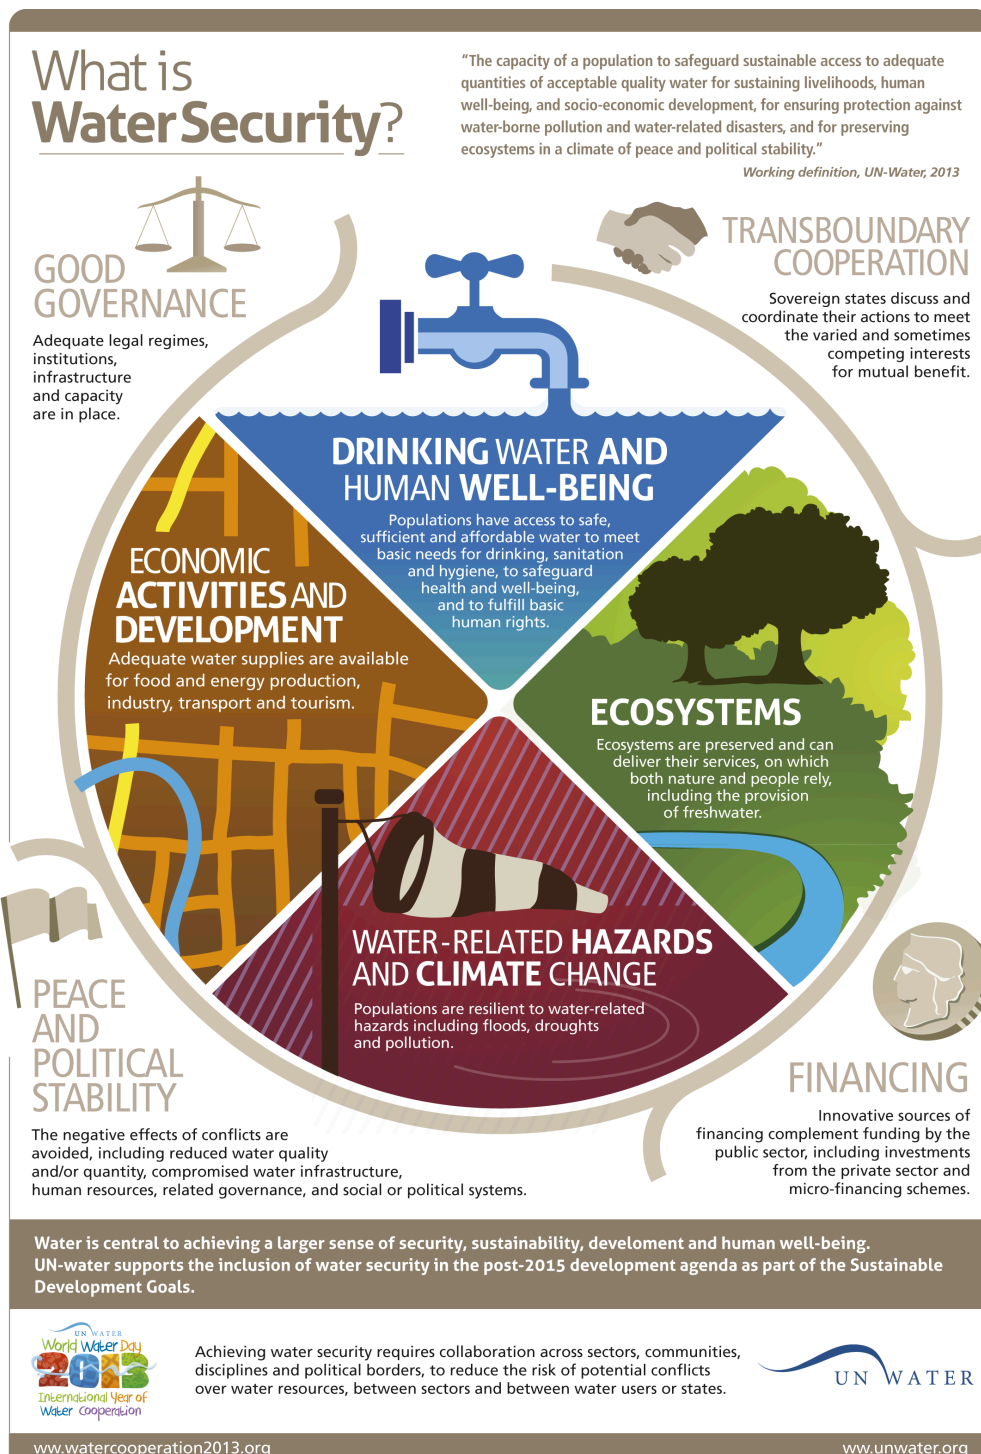 What is
Water Security?
“The capacity of a population to safeguard sustainable access to adequate
quantities of acceptable quality water for sustaining livelihoods, human
well-being, and socio-economic development, for ensuring protection against
water-borne pollution and water-related disasters, and for preserving
ecosystems in a climate of peace and political stability.”
Working definition, UN-Water, 2013
GOOD
GOVERNANCE
Adequate legal regimes,
institutions,
infrastructure
and capacity
are in place.
TRANSBOUNDARY
COOPERATION
Sovereign states discuss and
coordinate their actions to meet
the varied and sometimes
competing interests
for mutual benefit.
DRINKING WATER AND
HUMAN WELL-BEING
Populations have access to safe,
sufficient and affordable water to meet
basic needs for drinking, sanitation
and hygiene, to safeguard
health and well-being,
and to fulfill basic
human rights.
ECONOMIC
ACTIVITIES AND
DEVELOPMENT
Adequate water supplies are available
for food and energy production,
industry, transport and tourism.
ECOSYSTEMS
Ecosystems are preserved and can
deliver their services, on which
both nature and people rely,
including the provision
of freshwater.
WATER-RELATED HAZARDS
AND CLIMATE CHANGE
Populations are resilient to water-related
hazards including floods, droughts
and pollution.
PEACE
AND
POLITICAL
STABILITY
The negative effects of conflicts are
avoided, including reduced water quality
and/or quantity, compromised water infrastructure,
human resources, related governance, and social or political systems.
FINANCING
Innovative sources of
financing complement funding by the
public sector, including investments
from the private sector and
micro-financing schemes.
Water is central to achieving a larger sense of security, sustainability, develoment and human well-being.
UN-water supports the inclusion of water security in the post-2015 development agenda as part of the Sustainable
Development Goals.
UN WATER
World Water Day
2013
International Year of
Water Cooperation
Achieving water security requires collaboration across sectors, communities,
disciplines and political borders, to reduce the risk of potential conflicts
over water resources, between sectors and between water users or states.
UN WATER
ww.watercooperation2013.org
ww.unwater.org